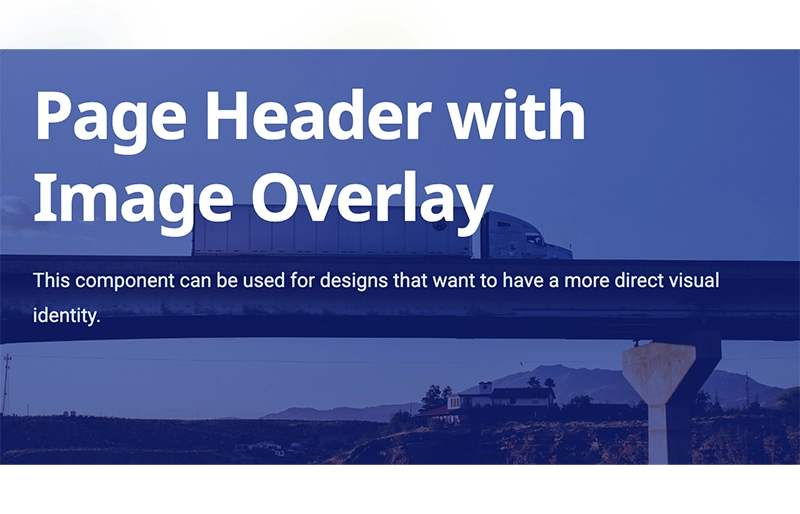 Page Header with
Image Overlay
This component can be used for designs that want to have a more direct visual
identity.